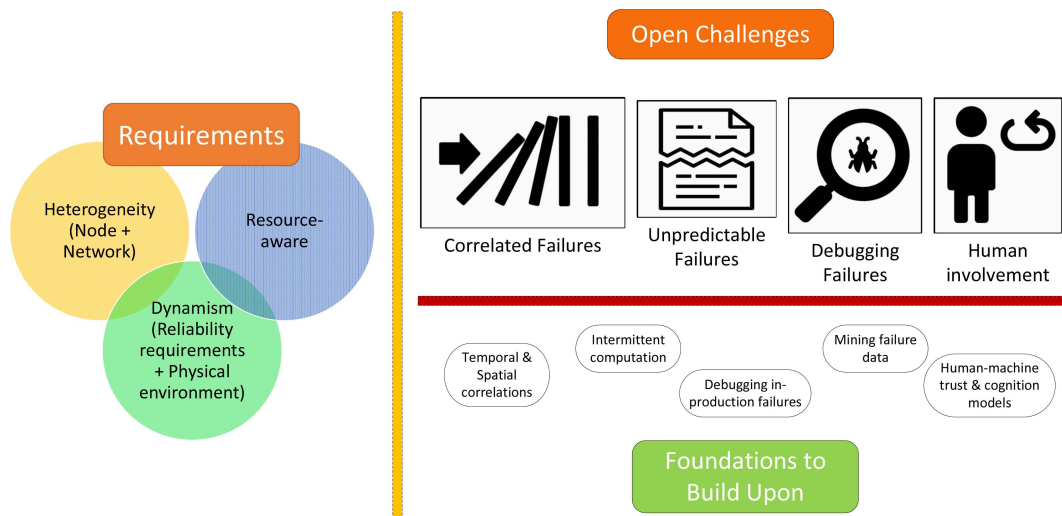 Requirements
Heterogeneity
(Node +
Network)
Resource-
aware
Dynamism
(Reliability
requirements
+ Physical
environment)
Open Challenges
Correlated Failures
Unpredictable
Failures
Debugging
Failures
Human
involvement
Temporal &
Spatial
correlations
Intermittent
computation
Debugging in-
production failures
Mining failure
data
Human-machine
trust & cognition
models
Foundations to
Build Upon